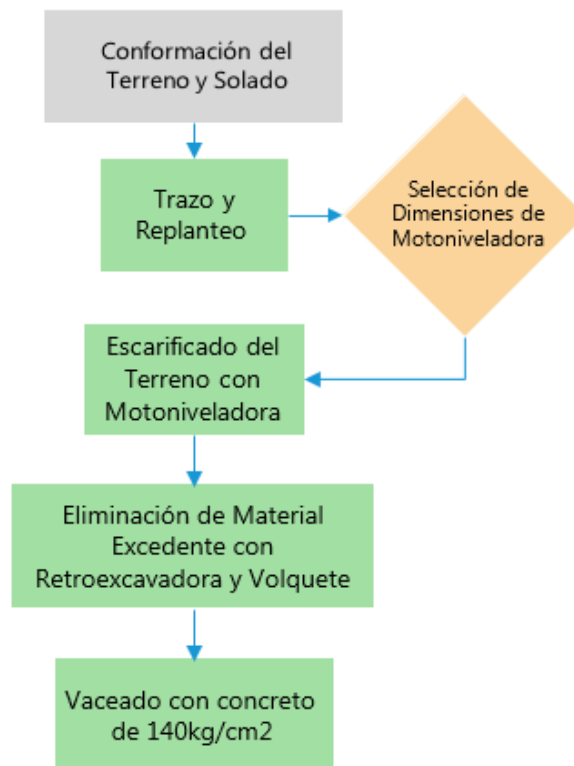 Conformación del
Terreno y Solado
Trazo y
Replanteo
Selección de
Dimensiones de
Motoniveladora
Escarificado del
Terreno con
Motoniveladora
Eliminación de Material
Excedente con
Retroexcavadora y Volquete
Vaceado con concreto
de 140kg/cm2